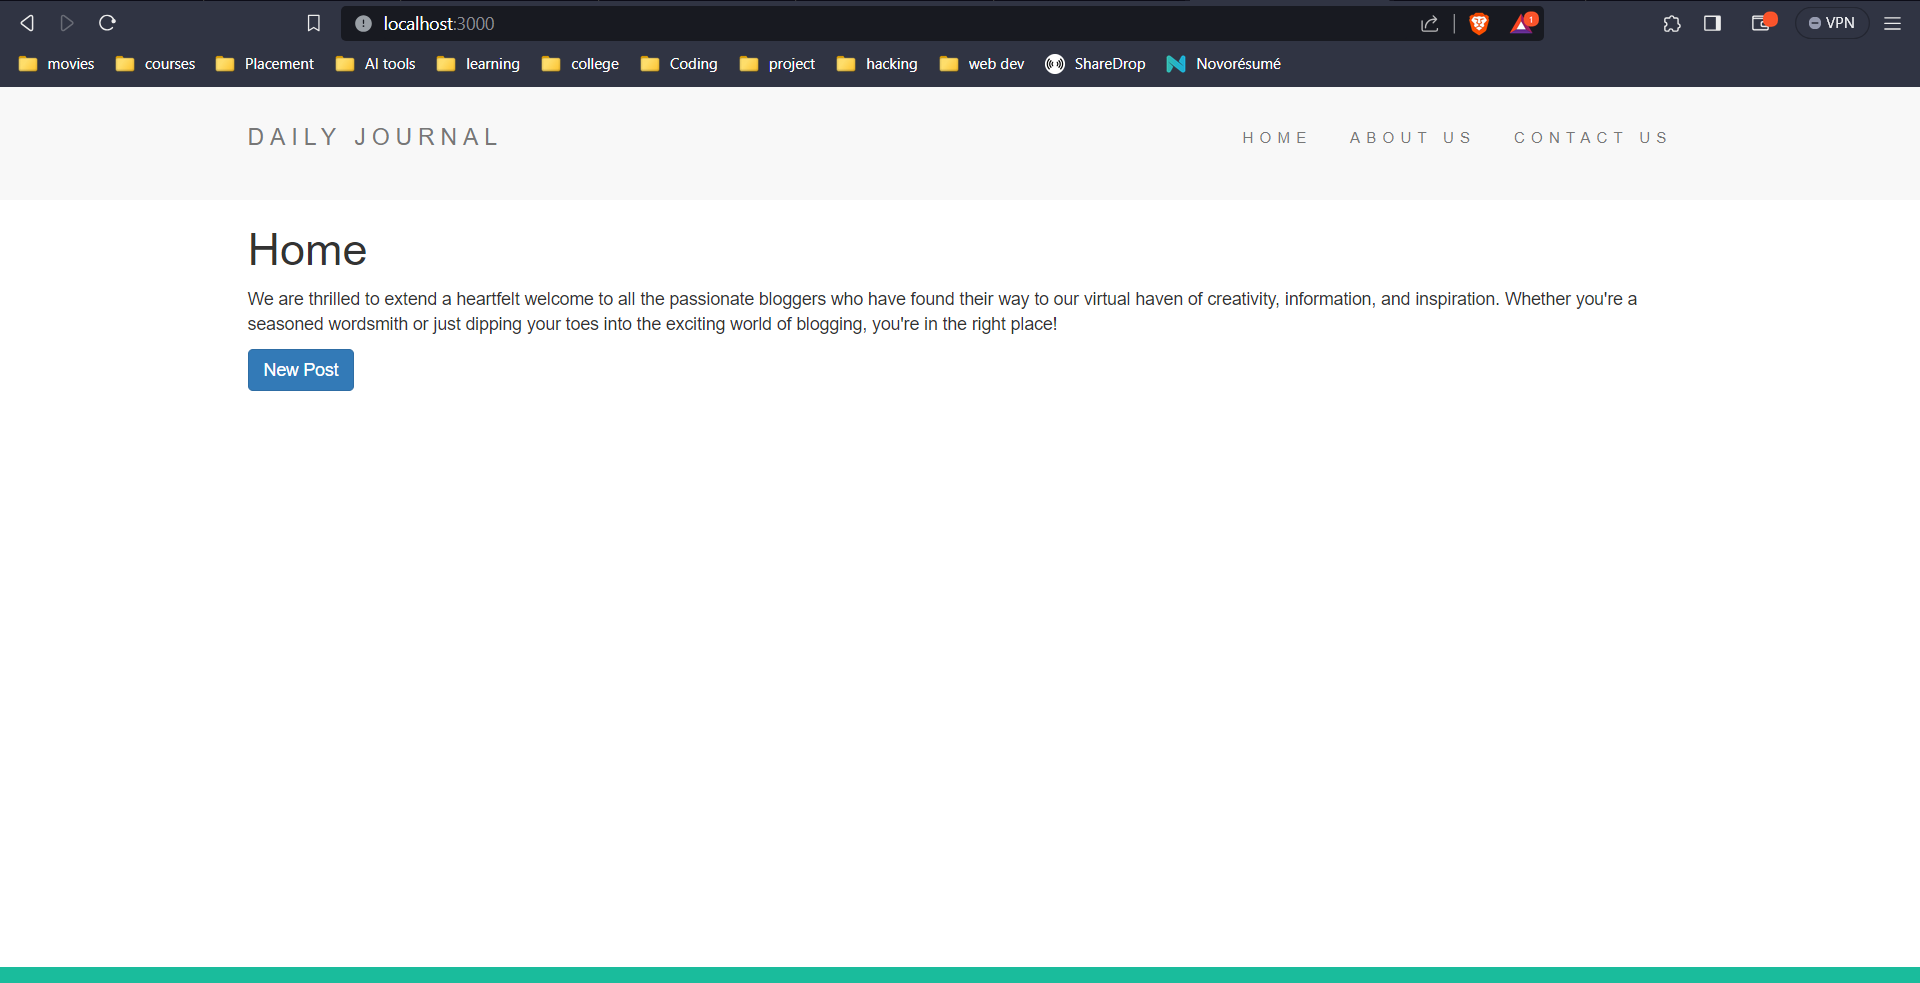 localhost:3000
1
VPN
movies courses Placement AI tools learning college Coding project hacking web dev ShareDrop Novorésumé
DAILY JOURNAL HOME ABOUT US CONTACT US
Home
We are thrilled to extend a heartfelt welcome to all the passionate bloggers who have found their way to our virtual haven of creativity, information, and inspiration. Whether you're a
seasoned wordsmith or just dipping your toes into the exciting world of blogging, you're in the right place!
New Post